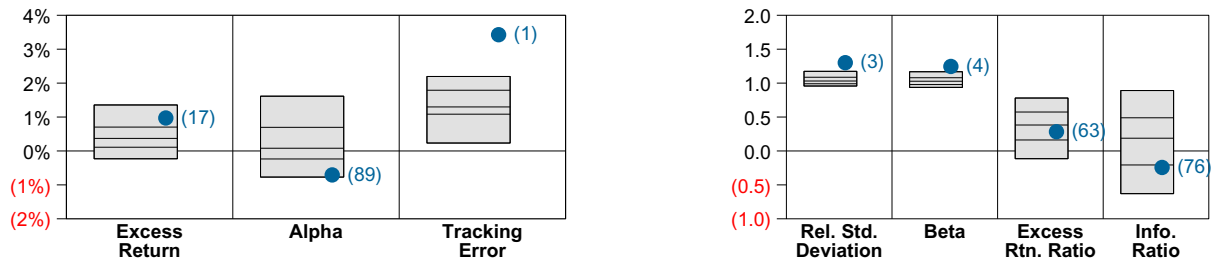 4%
3%
2%
1%
0%
(1%)
(2%)
(17)
(89)
(1)
Excess
Return
Alpha
Tracking
Error
2.0
1.5
1.0
0.5
0.0
(0.5)
(1.0)
(3)
(4)
(63)
(76)
Rel. Std.
Deviation
Beta
Excess
Rtn. Ratio
Info.
Ratio